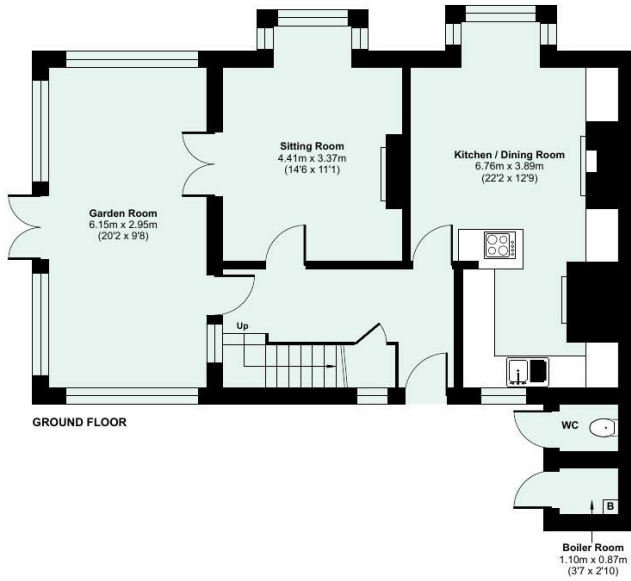 Sitting Room
4.41m x 3.37m
(14'6 x 11'1)
Kitchen / Dining Room
6.76m x 3.89m
(22'2 x 12'9)
Garden Room
6.15m x 2.95m
(20'2 x 9'8)
Up
GROUND FLOOR
WC
B
Boiler Room
1.10m x 0.87m
(3'7 x 2'10)